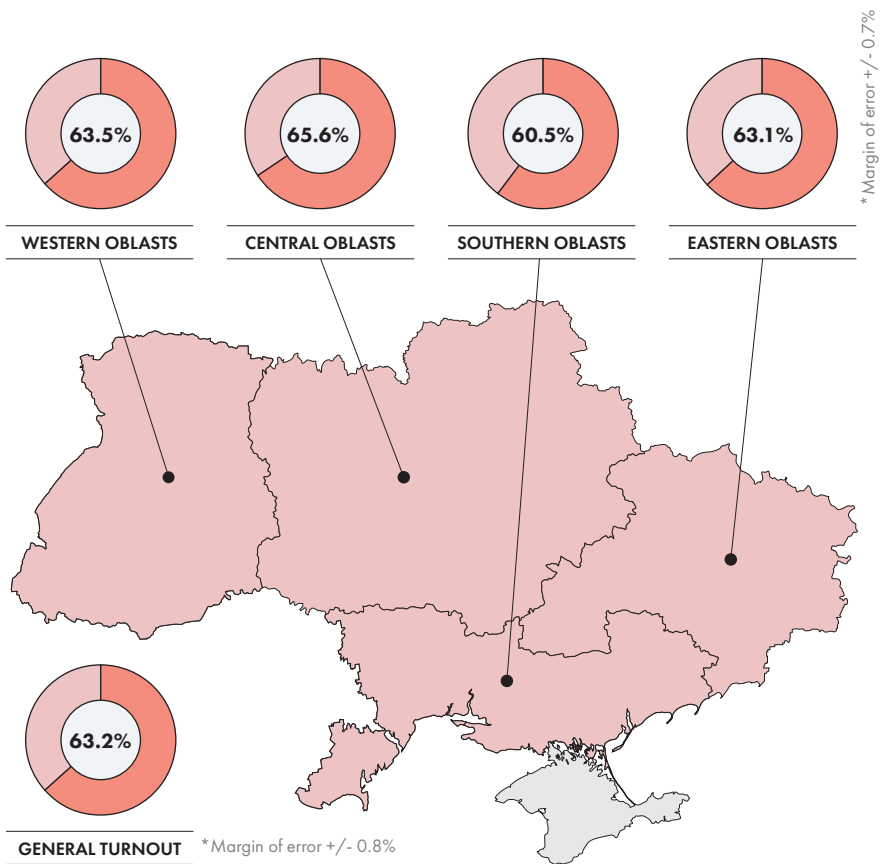 * Margin of error +/- 0.7%
63.5%
65.6%
60.5%
63.1%
WESTERN OBLASTS
CENTRAL OBLASTS
SOUTHERN OBLASTS
EASTERN OBLASTS
63.2%
GENERAL TURNOUT
* Margin of error +/- 0.8%